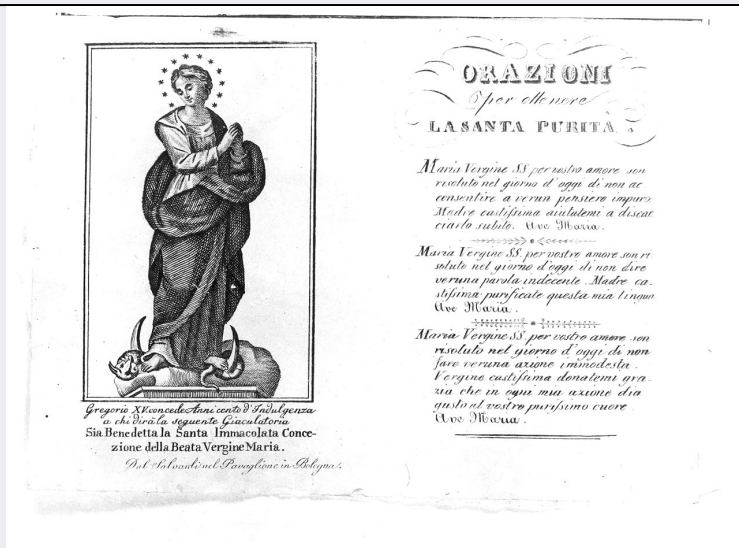 Gregorio XV. concede Anni cento d'Indulgenza
a chi dirà la seguente Giaculatoria
Sia Benedetta la Santa Immacolata Conce-
zione della Beata Vergine Maria.
Dal Salvardi nel Pavaglione in Bologna.
ORAZIONI
per ottenere
LA SANTA PURITÀ.
Maria Vergine SS. per vostro amore son
risoluto nel giorno d'oggi di non ac
consentire a verun pensiero impuro
Madre castissima aiutatemi a discac
ciarlo subito. Ave Maria.
Maria Vergine SS. per vostro amore son ri
soluto nel giorno d'oggi di non dire
veruna parola indecente. Madre ca-
stissima purificate questa mia lingua
Ave Maria.
Maria Vergine SS. per vostro amore son
risoluto nel giorno d'oggi di non
fare veruna azione immodesta.
Vergine castissima donatemi gra-
zia che in ogni mia azione dia
gusto al vostro purissimo cuore
Ave Maria.